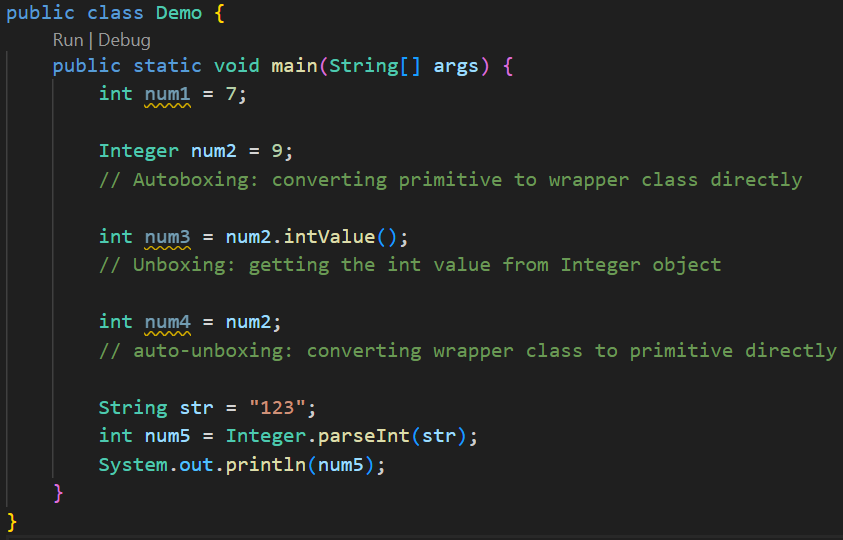 public class Demo {
Run | Debug
public static void main(String[] args) {
int num1 = 7;
Integer num2 = 9;
// Autoboxing: converting primitive to wrapper class directly
int num3 = num2.intValue();
// Unboxing: getting the int value from Integer object
int num4 = num2;
// auto-unboxing: converting wrapper class to primitive directly
String str = "123";
int num5 = Integer.parseInt(str);
System.out.println(num5);
}
}